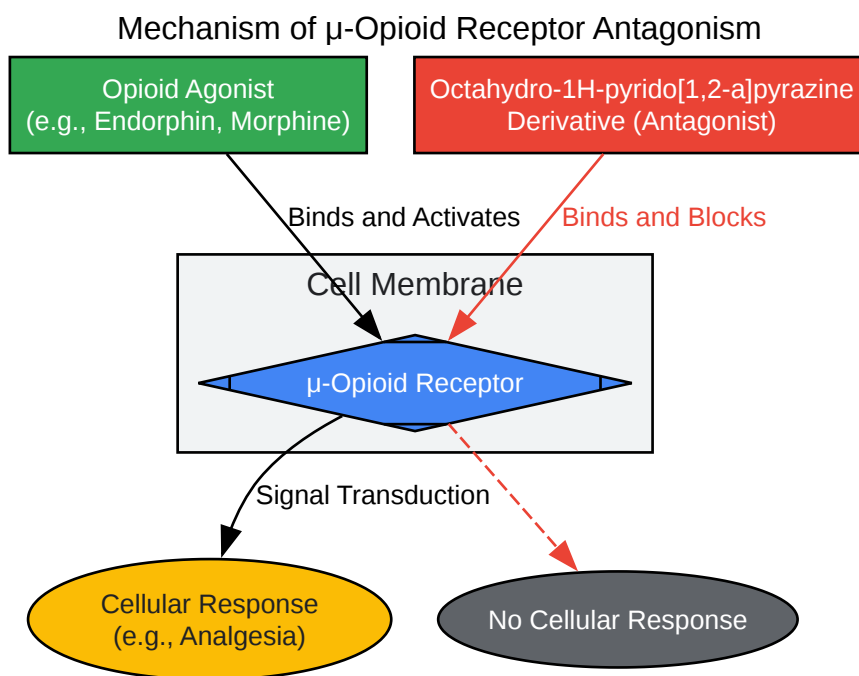 Mechanism of μ-Opioid Receptor Antagonism
Opioid Agonist
(e.g., Endorphin, Morphine)
Octahydro-1H-pyrido[1,2-a]pyrazine
Derivative (Antagonist)
Binds and Activates
Binds and Blocks
Cell Membrane
μ-Opioid Receptor
Signal Transduction
Cellular Response
(e.g., Analgesia)
No Cellular Response